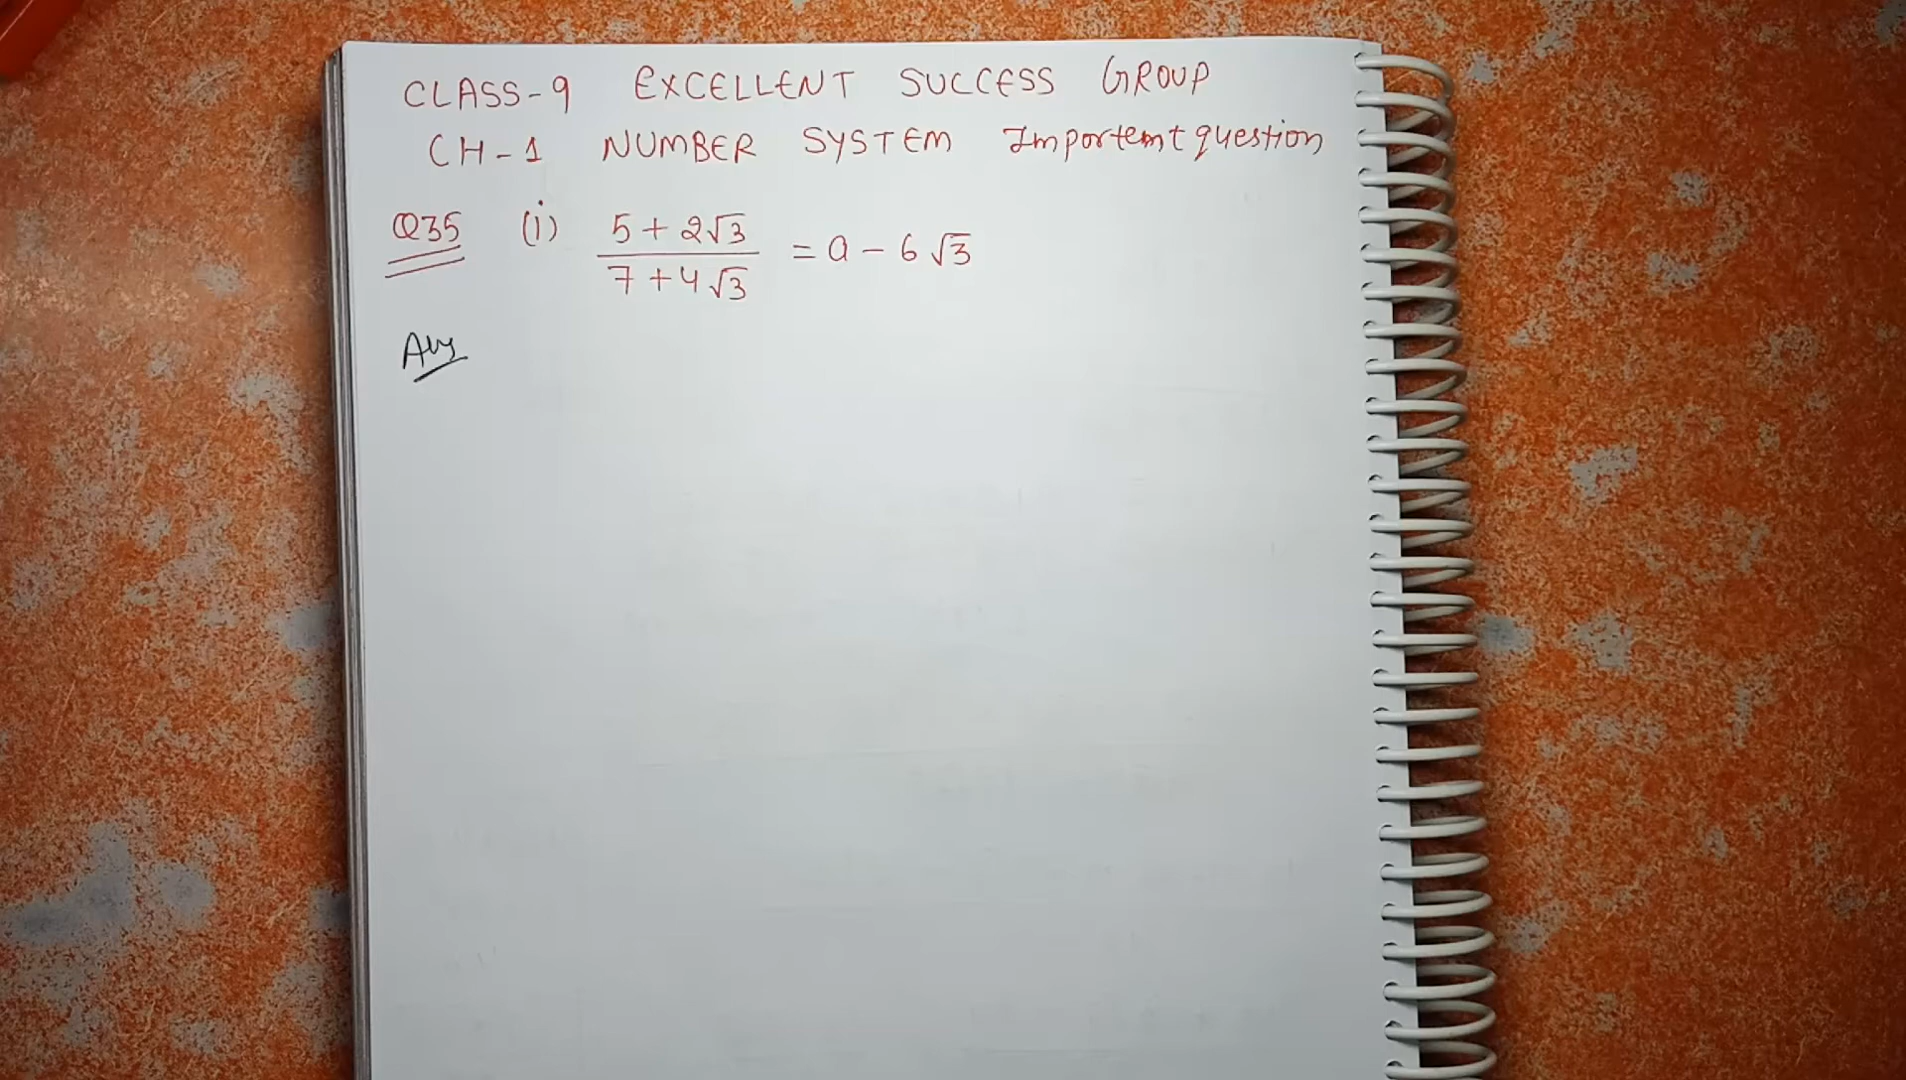 CLASS-9 EXCELLENT SUCCESS GROUP
CH-1 NUMBER SYSTEM Importemt question
Q35 (i) (5 + 2√3)/(7 + 4√3) = a - 6√3